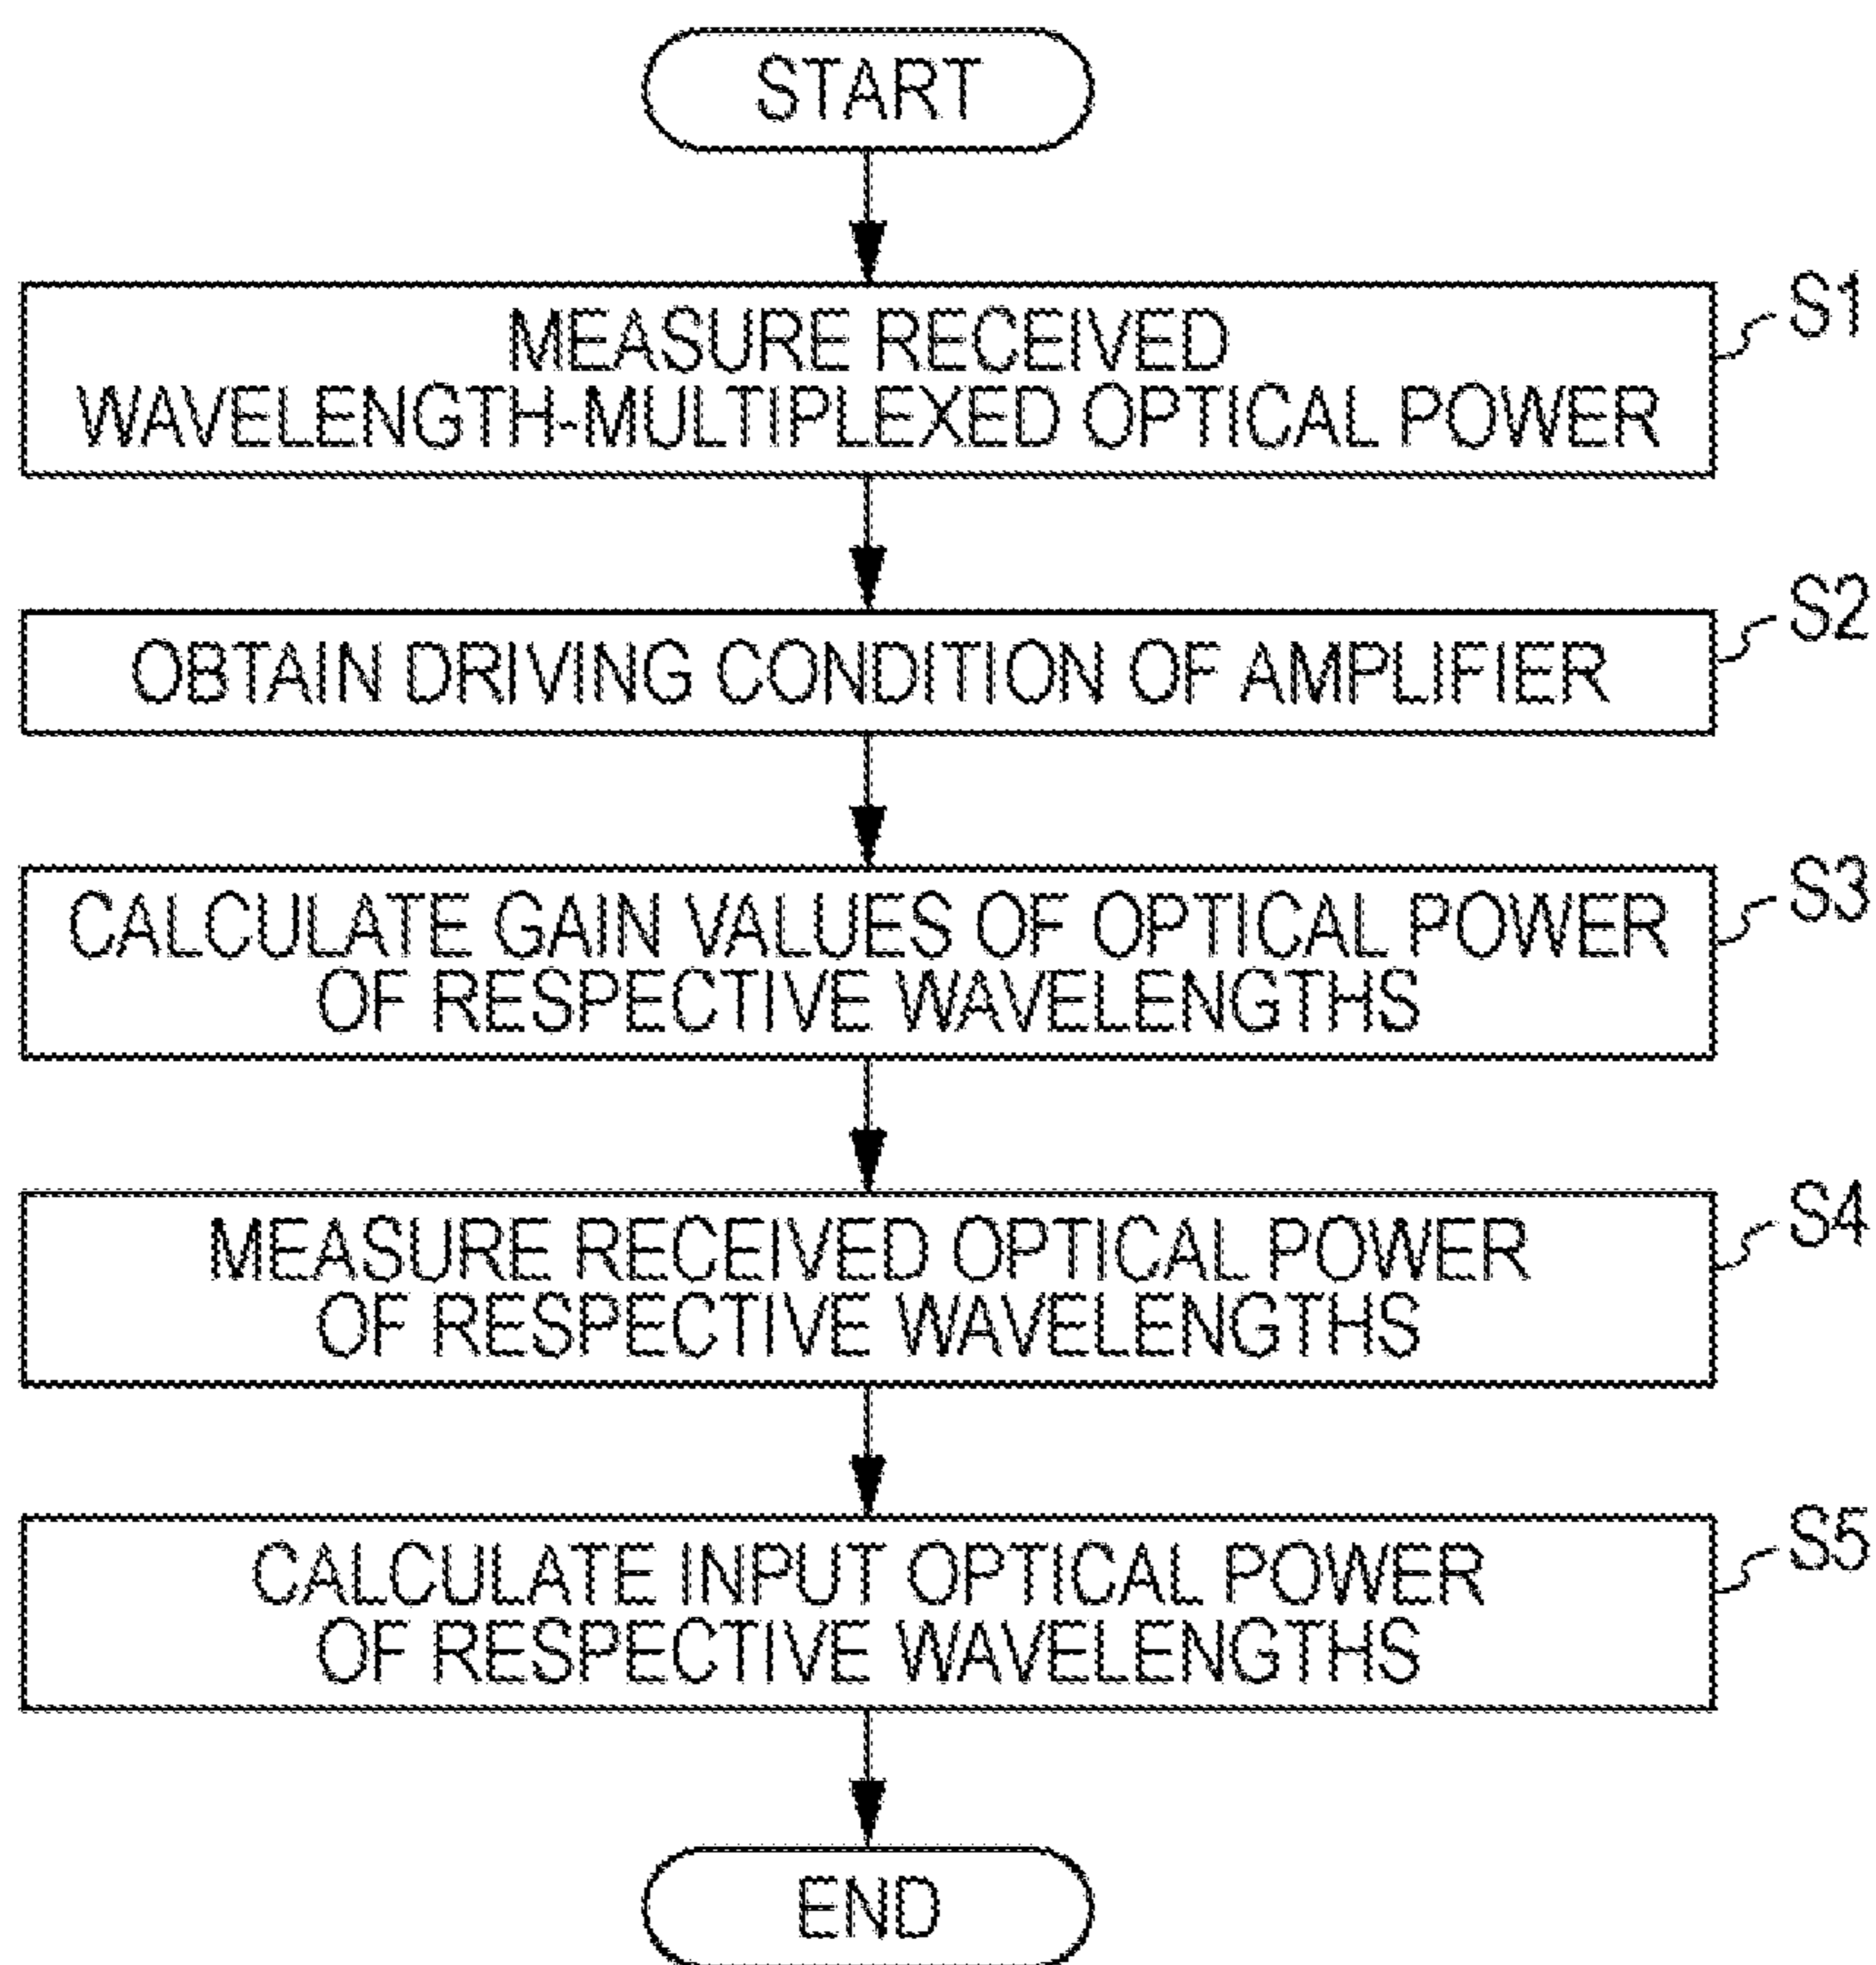 START
MEASURE RECEIVED
WAVELENGTH-MULTIPLEXED OPTICAL POWER
S1
OBTAIN DRIVING CONDITION OF AMPLIFIER
S2
CALCULATE GAIN VALUES OF OPTICAL POWER
OF RESPECTIVE WAVELENGTHS
S3
MEASURE RECEIVED OPTICAL POWER
OF RESPECTIVE WAVELENGTHS
S4
CALCULATE INPUT OPTICAL POWER
OF RESPECTIVE WAVELENGTHS
S5
END